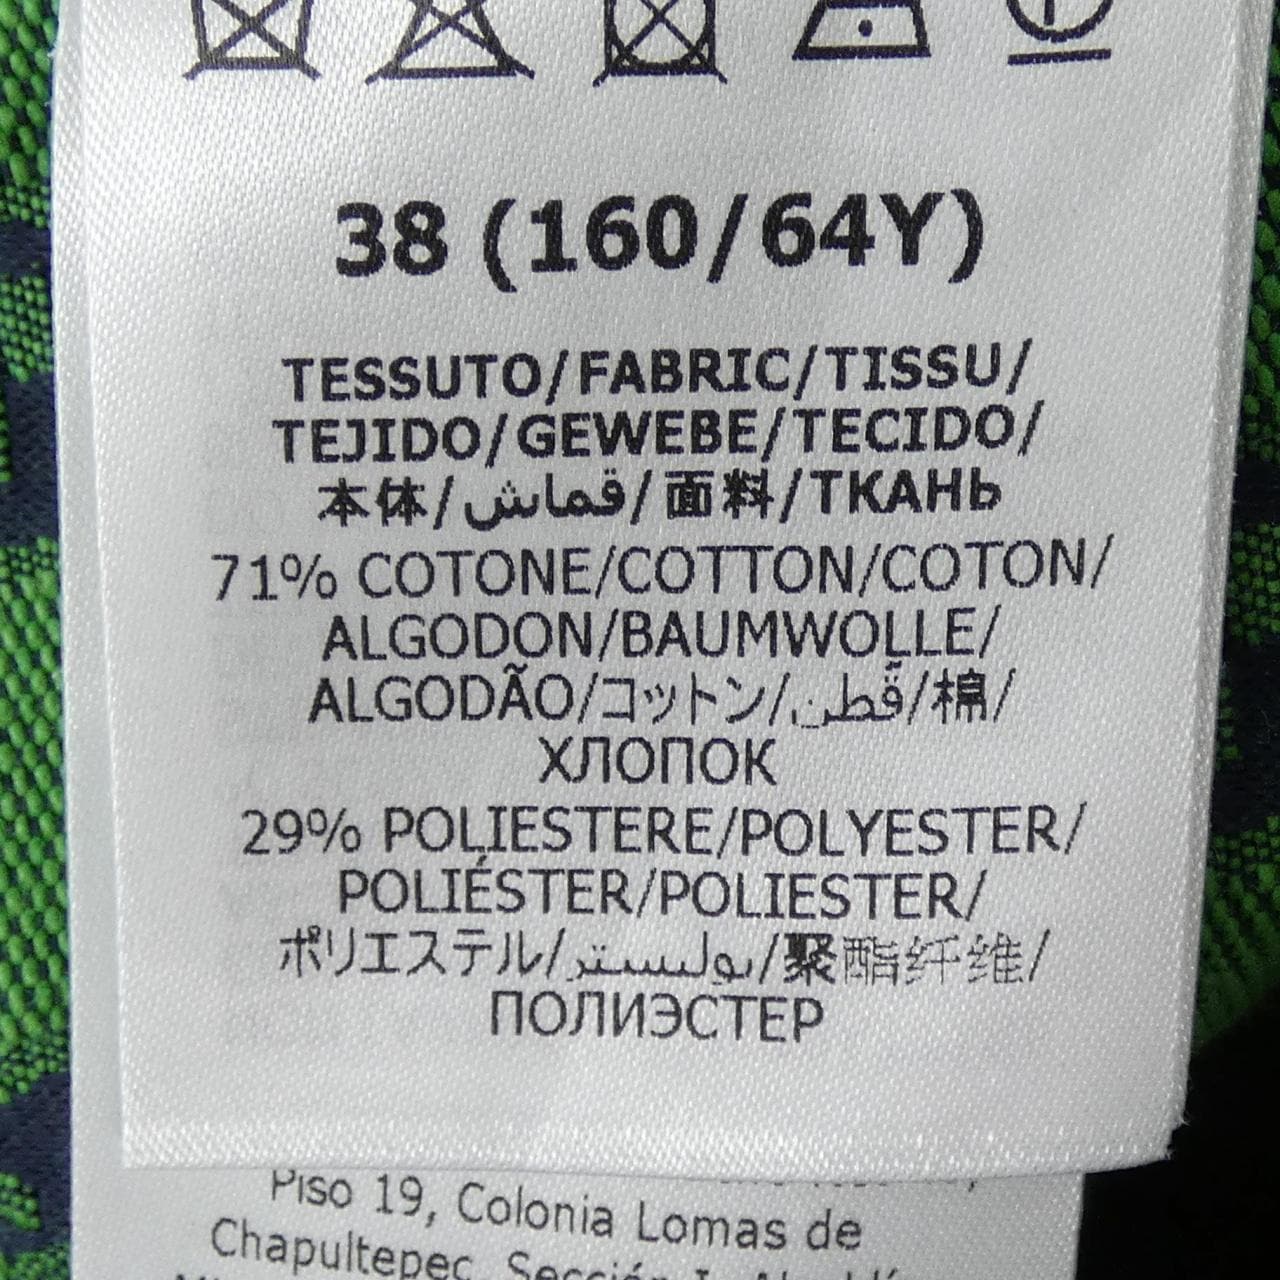 38 (160/64Y)
TESSUTO/FABRIC/TISSU/
TEJIDO/GEWEBE/TECIDO/
本体/قماش/面料/ТКАНЬ
71% COTONE/COTTON/COTON/
ALGODON/BAUMWOLLE/
ALGODÃO/コットン/قطن/棉/
ХЛОПОК
29% POLIESTERE/POLYESTER/
POLIÉSTER/POLIESTER/
ポリエステル/بوليستر/聚酯纤维/
ПОЛИЭСТЕР
Piso 19, Colonia Lomas de
Chapultepec, Sección I,